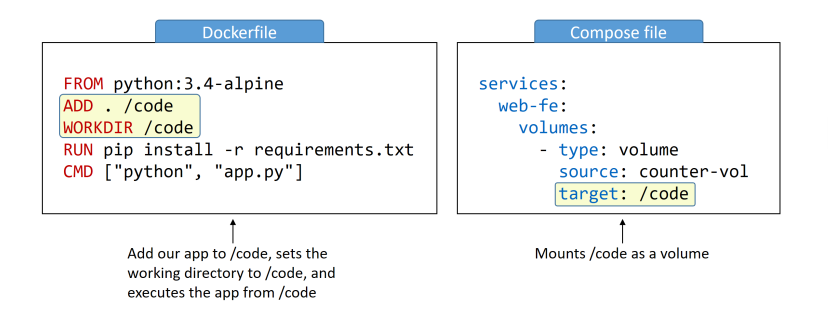 Dockerfile
FROM python:3.4-alpine
ADD . /code
WORKDIR /code
RUN pip install -r requirements.txt
CMD ["python", "app.py"]
Add our app to /code, sets the
working directory to /code, and
executes the app from /code
Compose file
services:
  web-fe:
    volumes:
      - type: volume
        source: counter-vol
        target: /code
Mounts /code as a volume